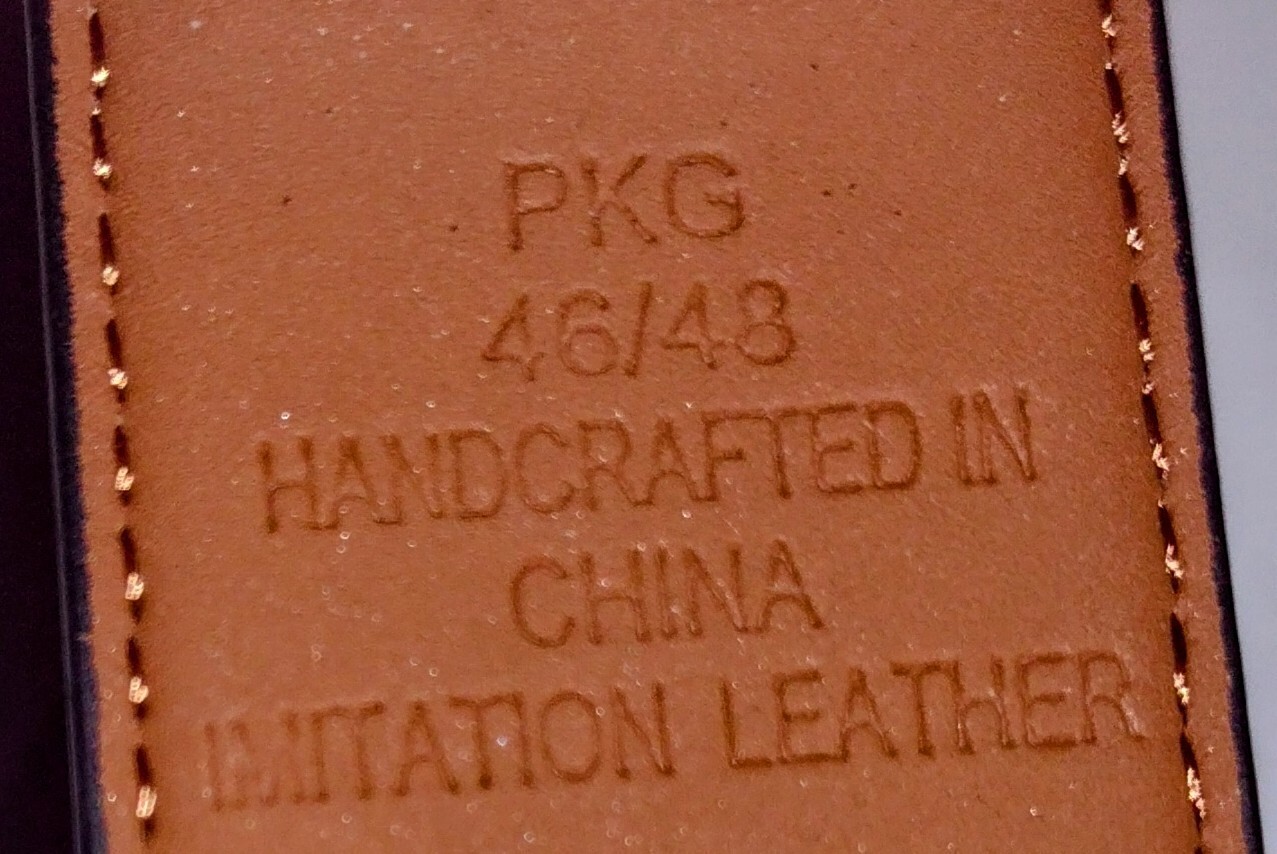 PKG
46/48
HANDCRAFTED IN
CHINA
IMITATION LEATHER